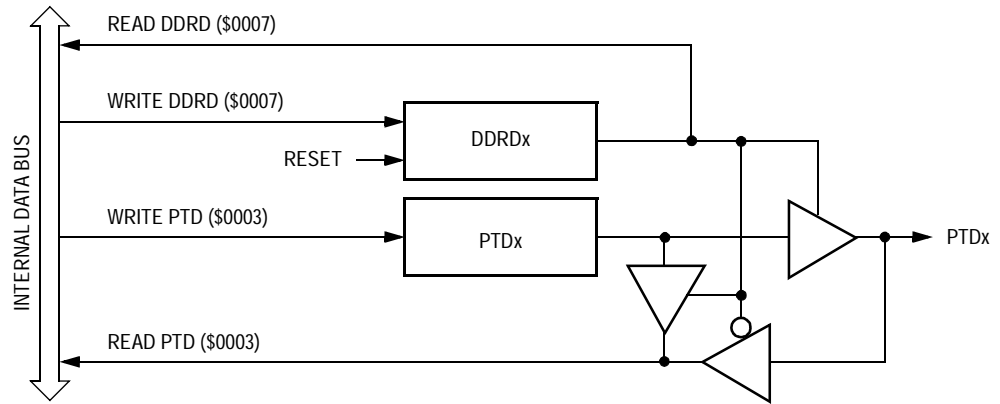 READ DDRD ($0007)
WRITE DDRD ($0007)
DDRDx
RESET
INTERNAL DATA BUS
WRITE PTD ($0003)
PTDx
PTDx
READ PTD ($0003)